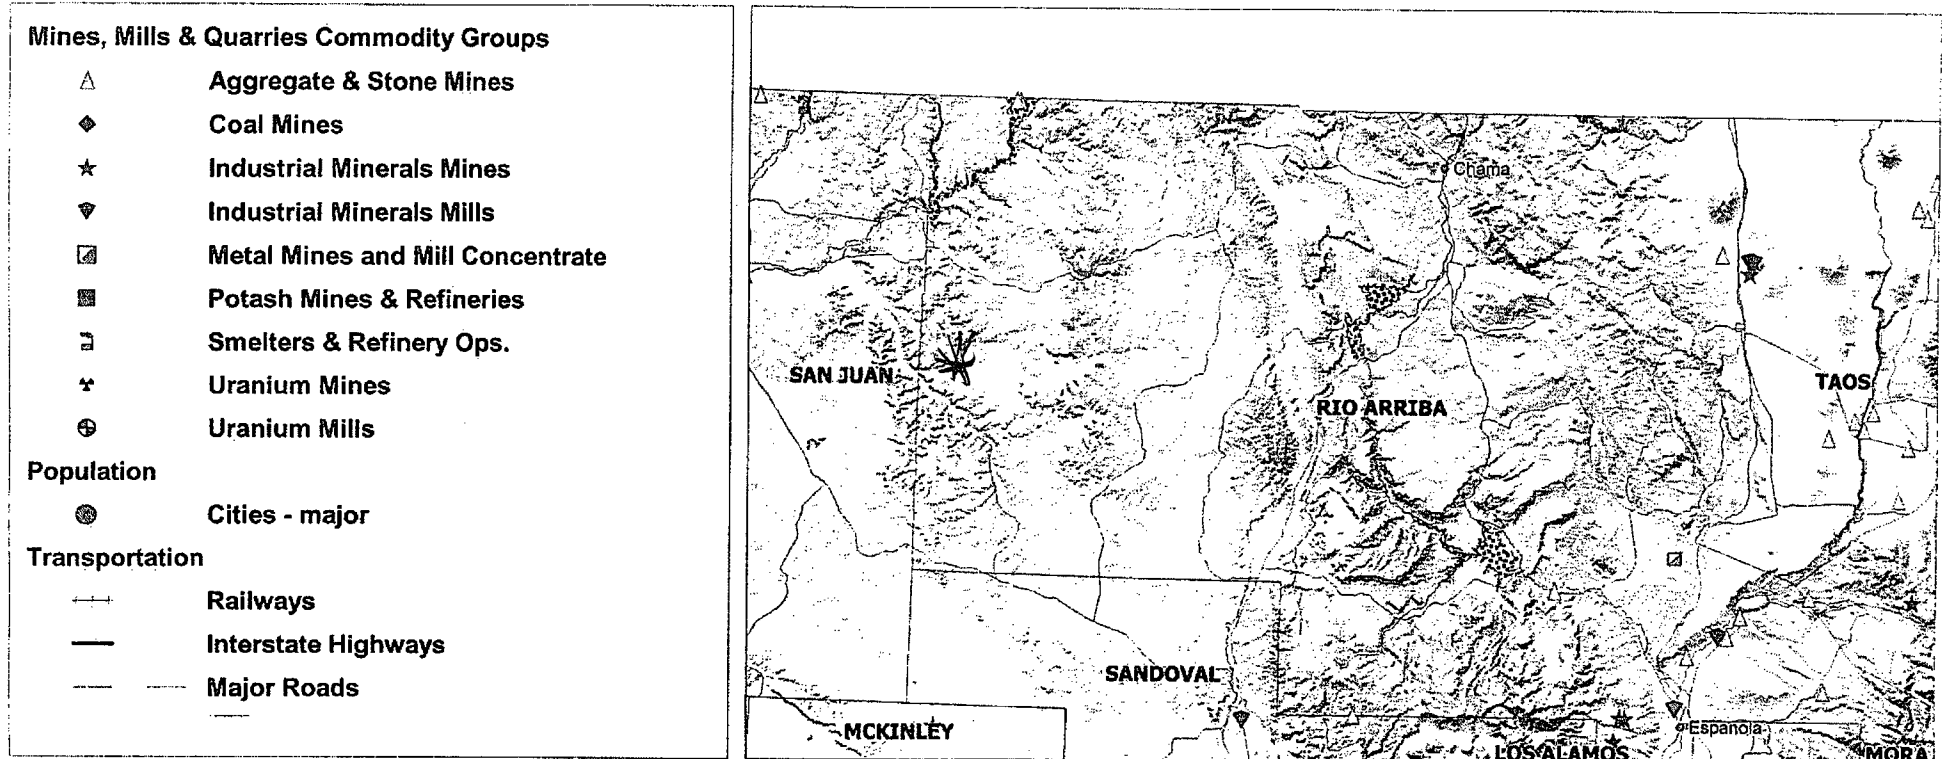 Mines, Mills & Quarries Commodity Groups
Aggregate & Stone Mines
Coal Mines
Industrial Minerals Mines
Industrial Minerals Mills
Metal Mines and Mill Concentrate
Potash Mines & Refineries
Smelters & Refinery Ops.
Uranium Mines
Uranium Mills
Population
Cities - major
Transportation
Railways
Interstate Highways
Major Roads
Chama
SAN JUAN
TAOS
RIO ARRIBA
SANDOVAL
MCKINLEY
Espanola
LOS ALAMOS
MORA